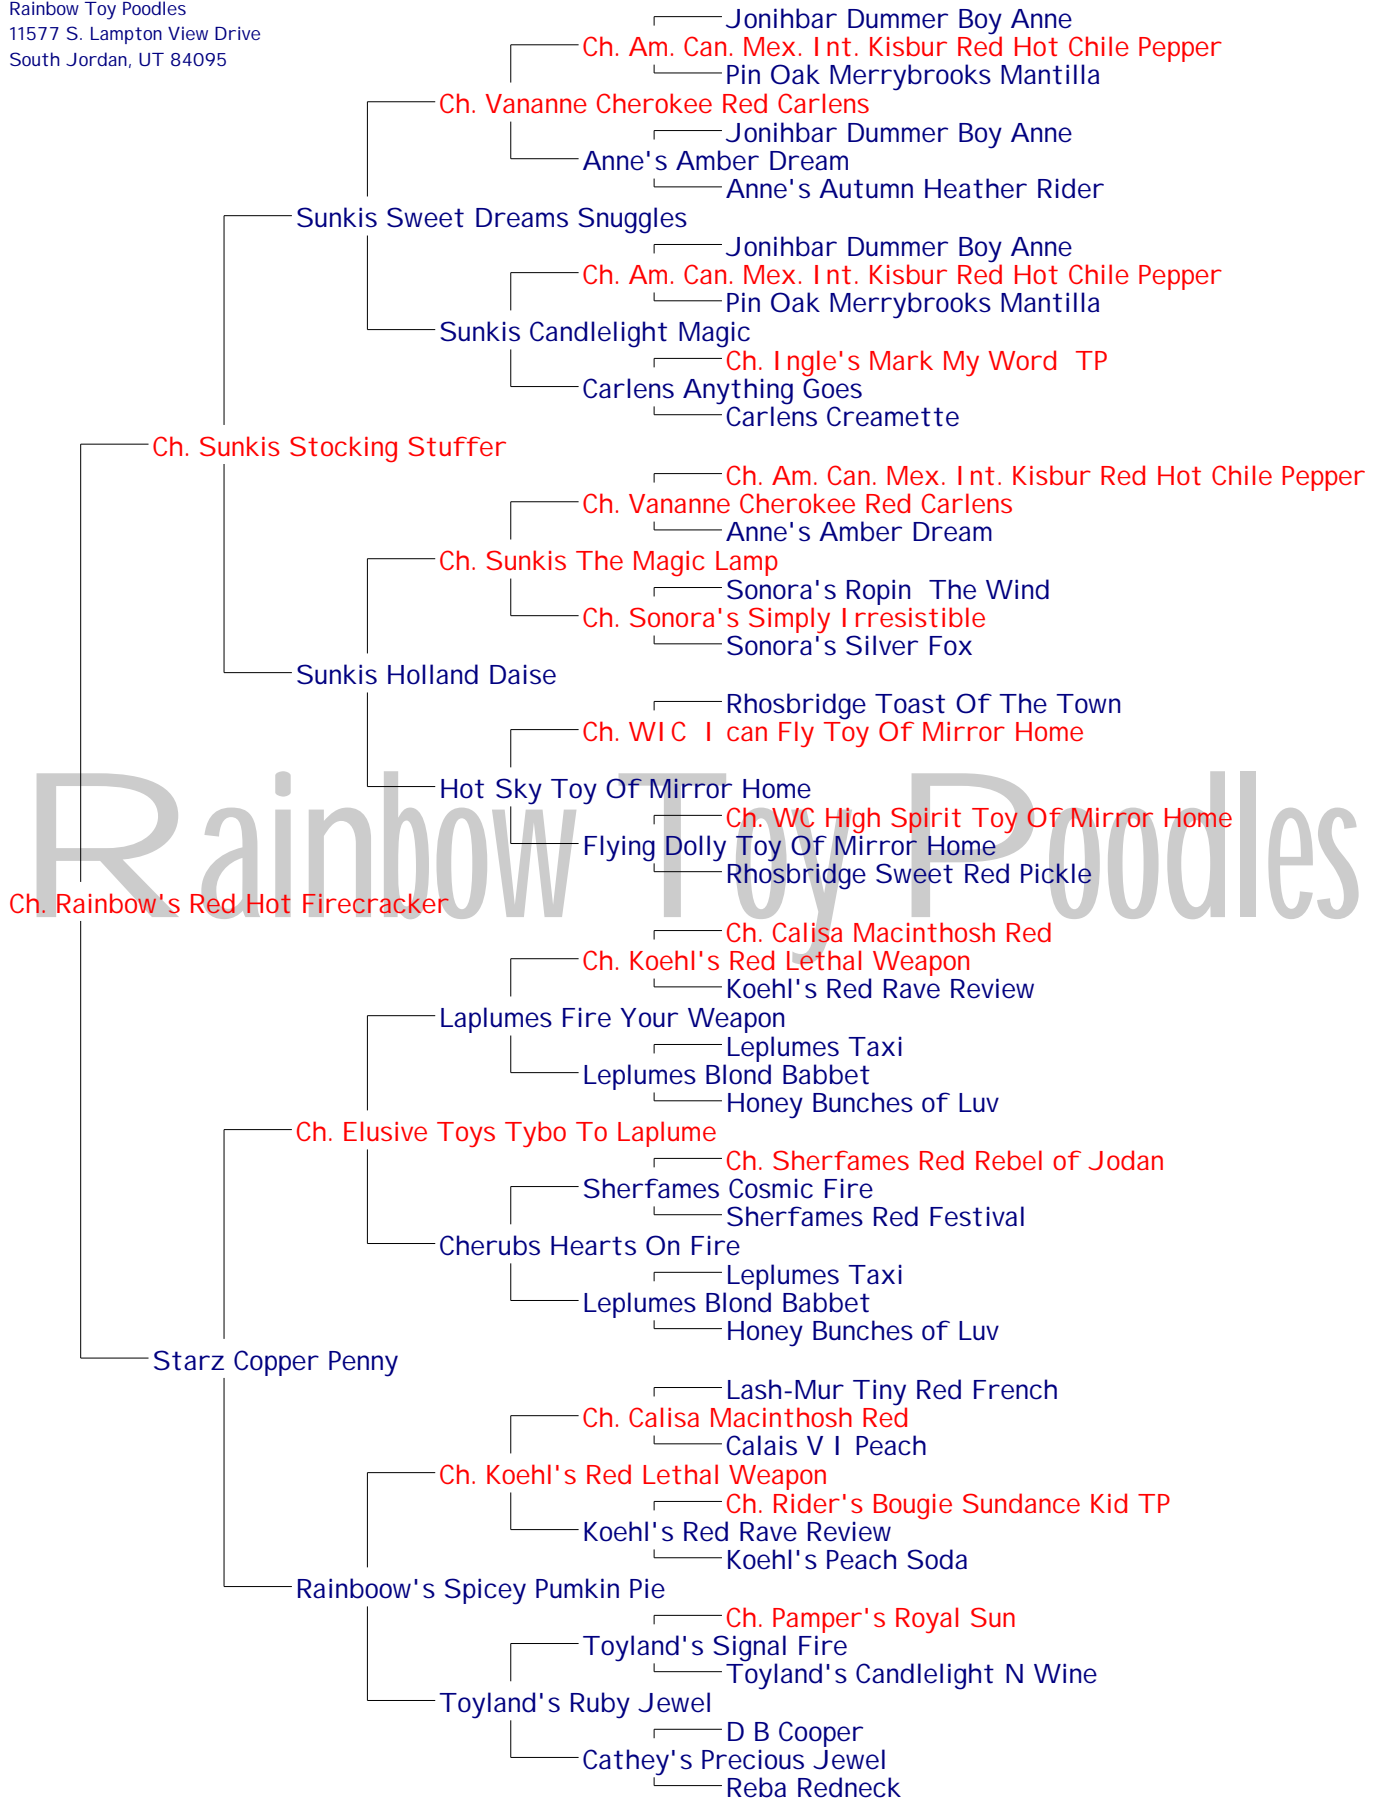 Rainbow Toy Poodles
11577 S. Lampton View Drive
South Jordan, UT 84095
Jonihbar Dummer Boy Anne
Ch. Am. Can. Mex. Int. Kisbur Red Hot Chile Pepper
Pin Oak Merrybrooks Mantilla
Ch. Vananne Cherokee Red Carlens
Jonihbar Dummer Boy Anne
Anne's Amber Dream
Anne's Autumn Heather Rider
Sunkis Sweet Dreams Snuggles
Jonihbar Dummer Boy Anne
Ch. Am. Can. Mex. Int. Kisbur Red Hot Chile Pepper
Pin Oak Merrybrooks Mantilla
Sunkis Candlelight Magic
Ch. Ingle's Mark My Word TP
Carlens Anything Goes
Carlens Creamette
Ch. Sunkis Stocking Stuffer
Ch. Am. Can. Mex. Int. Kisbur Red Hot Chile Pepper
Ch. Vananne Cherokee Red Carlens
Anne's Amber Dream
Ch. Sunkis The Magic Lamp
Sonora's Ropin The Wind
Ch. Sonora's Simply Irresistible
Sonora's Silver Fox
Sunkis Holland Daise
Rhosbridge Toast Of The Town
Ch. WIC I can Fly Toy Of Mirror Home
Hot Sky Toy Of Mirror Home
Ch. WC High Spirit Toy Of Mirror Home
Flying Dolly Toy Of Mirror Home
Rhosbridge Sweet Red Pickle
Rainbow Toy Poodles
Ch. Rainbow's Red Hot Firecracker
Ch. Calisa Macinthosh Red
Ch. Koehl's Red Lethal Weapon
Koehl's Red Rave Review
Laplumes Fire Your Weapon
Leplumes Taxi
Leplumes Blond Babbet
Honey Bunches of Luv
Ch. Elusive Toys Tybo To Laplume
Ch. Sherfames Red Rebel of Jodan
Sherfames Cosmic Fire
Sherfames Red Festival
Cherubs Hearts On Fire
Leplumes Taxi
Leplumes Blond Babbet
Honey Bunches of Luv
Starz Copper Penny
Lash-Mur Tiny Red French
Ch. Calisa Macinthosh Red
Calais V I Peach
Ch. Koehl's Red Lethal Weapon
Ch. Rider's Bougie Sundance Kid TP
Koehl's Red Rave Review
Koehl's Peach Soda
Rainboow's Spicey Pumkin Pie
Ch. Pamper's Royal Sun
Toyland's Signal Fire
Toyland's Candlelight N Wine
Toyland's Ruby Jewel
D B Cooper
Cathey's Precious Jewel
Reba Redneck